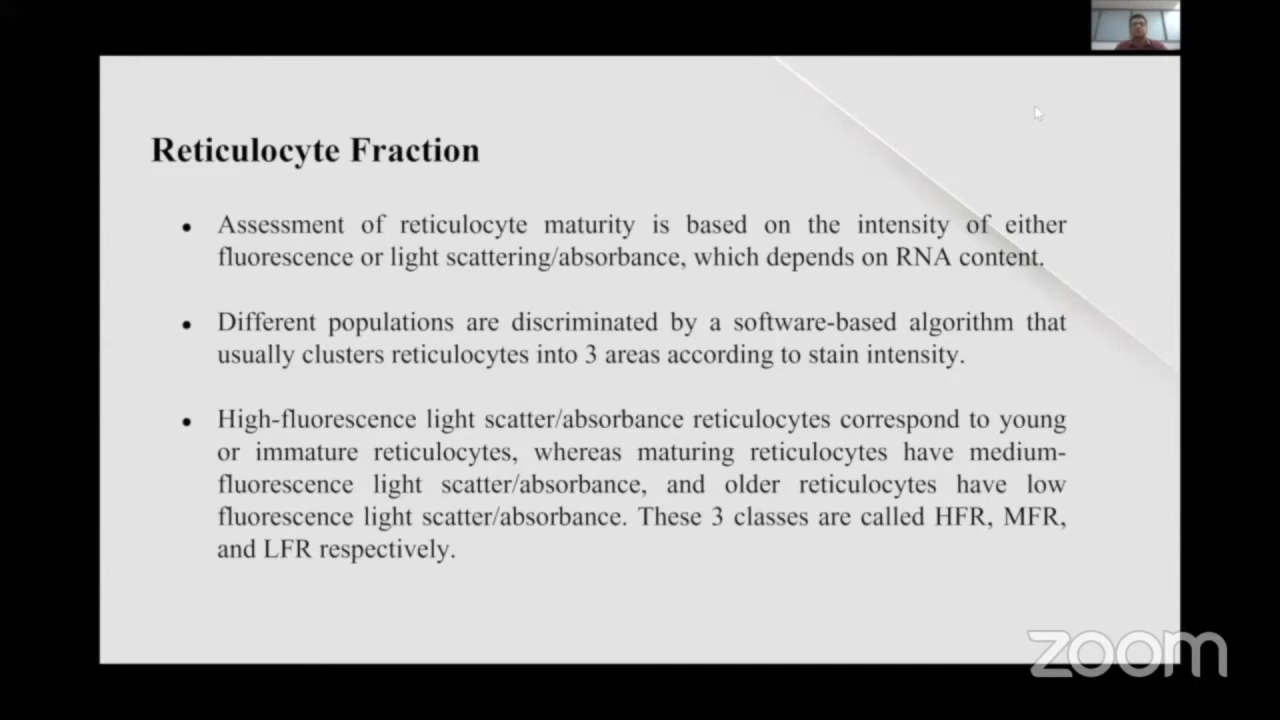 Reticulocyte Fraction
• Assessment of reticulocyte maturity is based on the intensity of either
fluorescence or light scattering/absorbance, which depends on RNA content.
• Different populations are discriminated by a software-based algorithm that
usually clusters reticulocytes into 3 areas according to stain intensity.
• High-fluorescence light scatter/absorbance reticulocytes correspond to young
or immature reticulocytes, whereas maturing reticulocytes have medium-
fluorescence light scatter/absorbance, and older reticulocytes have low
fluorescence light scatter/absorbance. These 3 classes are called HFR, MFR,
and LFR respectively.
zoom